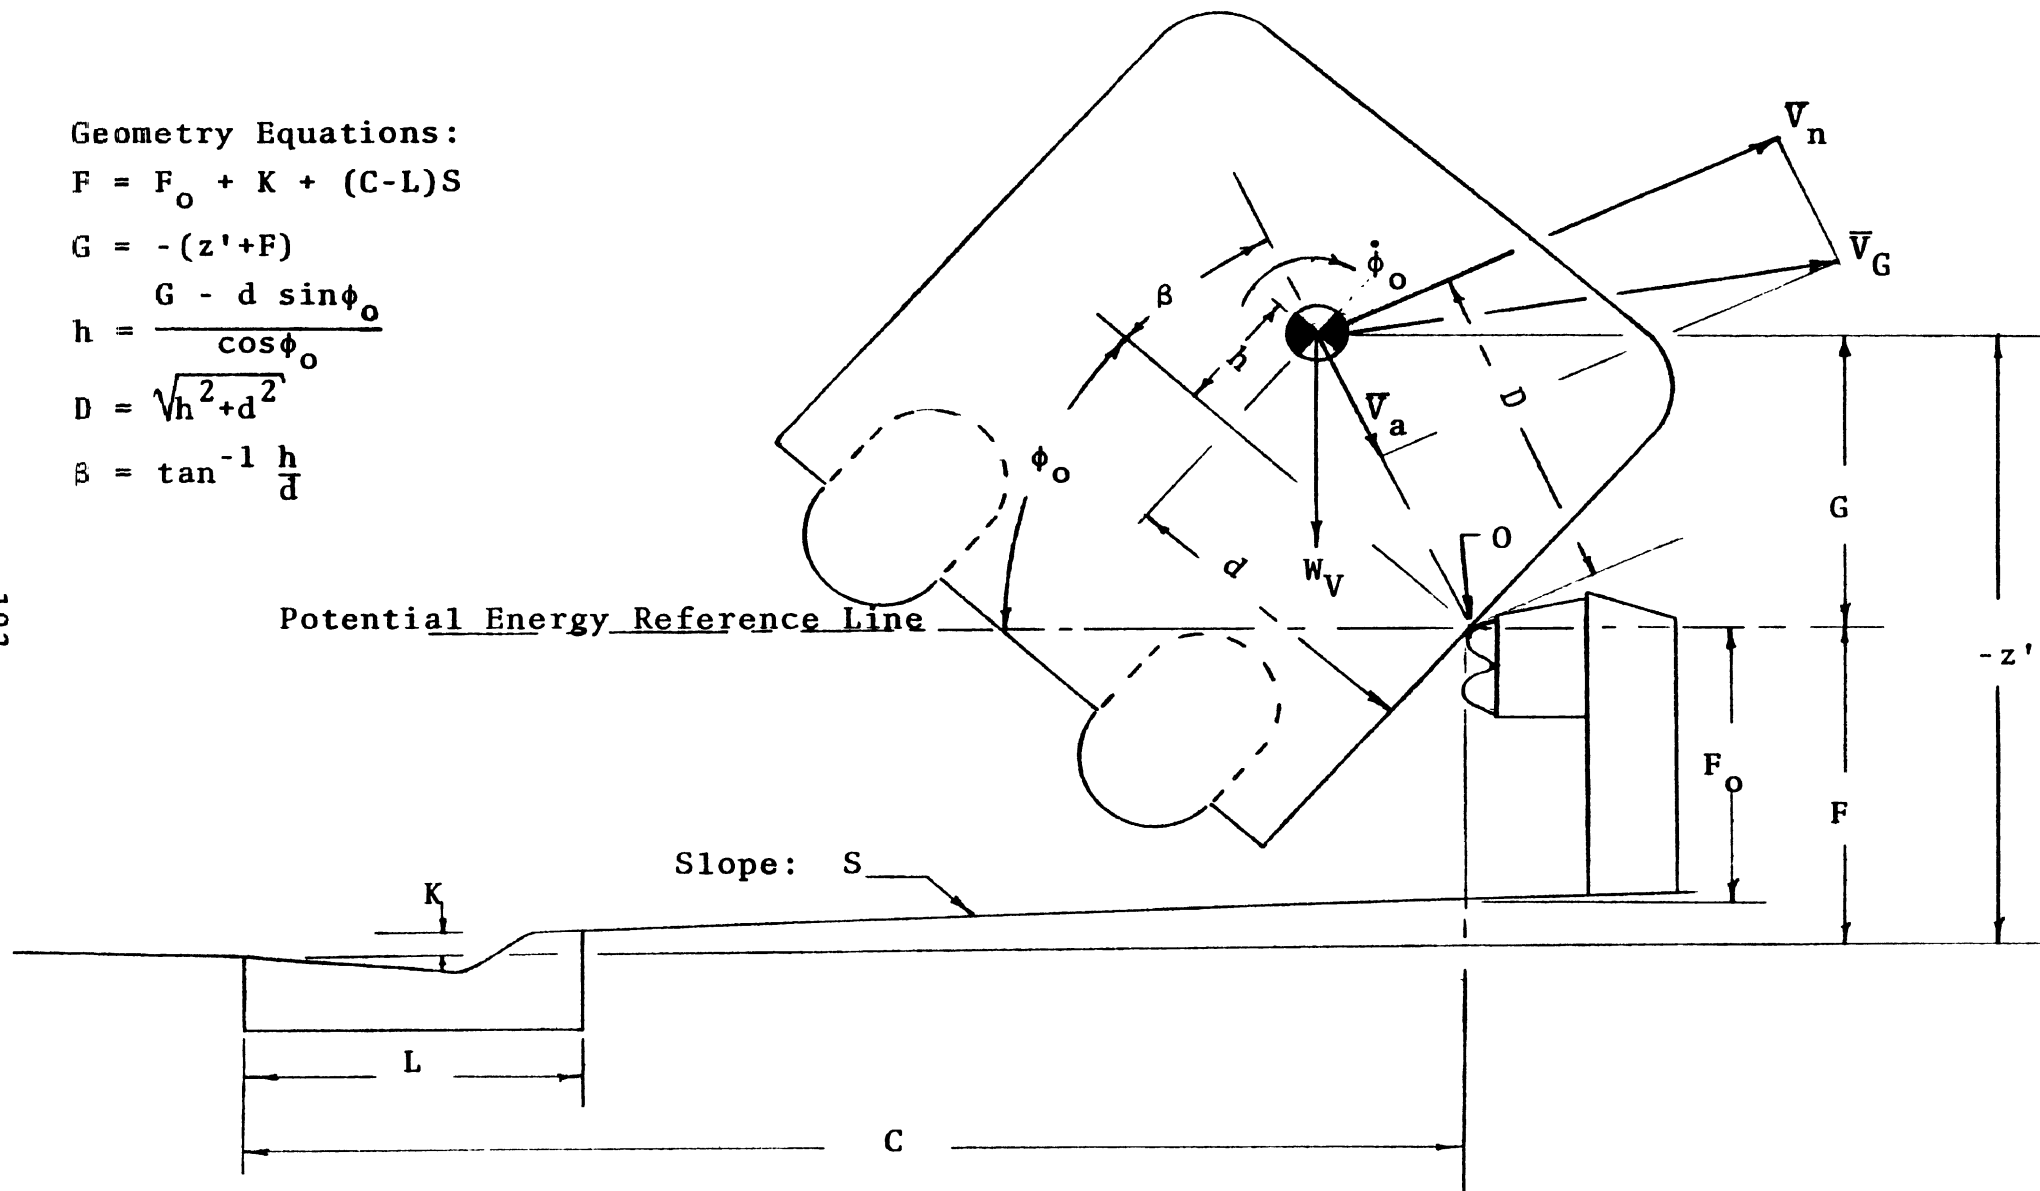 Geometry Equations:
F = F_o + K + (C-L)S
G = -(z'+F)
h = (G - d sinϕ_o) / cosϕ_o
D = √(h²+d²)
β = tan⁻¹ h/d
V̅_n
V̅_G
ϕ̇_o
β
h
D
V̅_a
ϕ_o
G
O
d
W_V
Potential Energy Reference Line
-z'
F_o
F
Slope: S
K
L
C